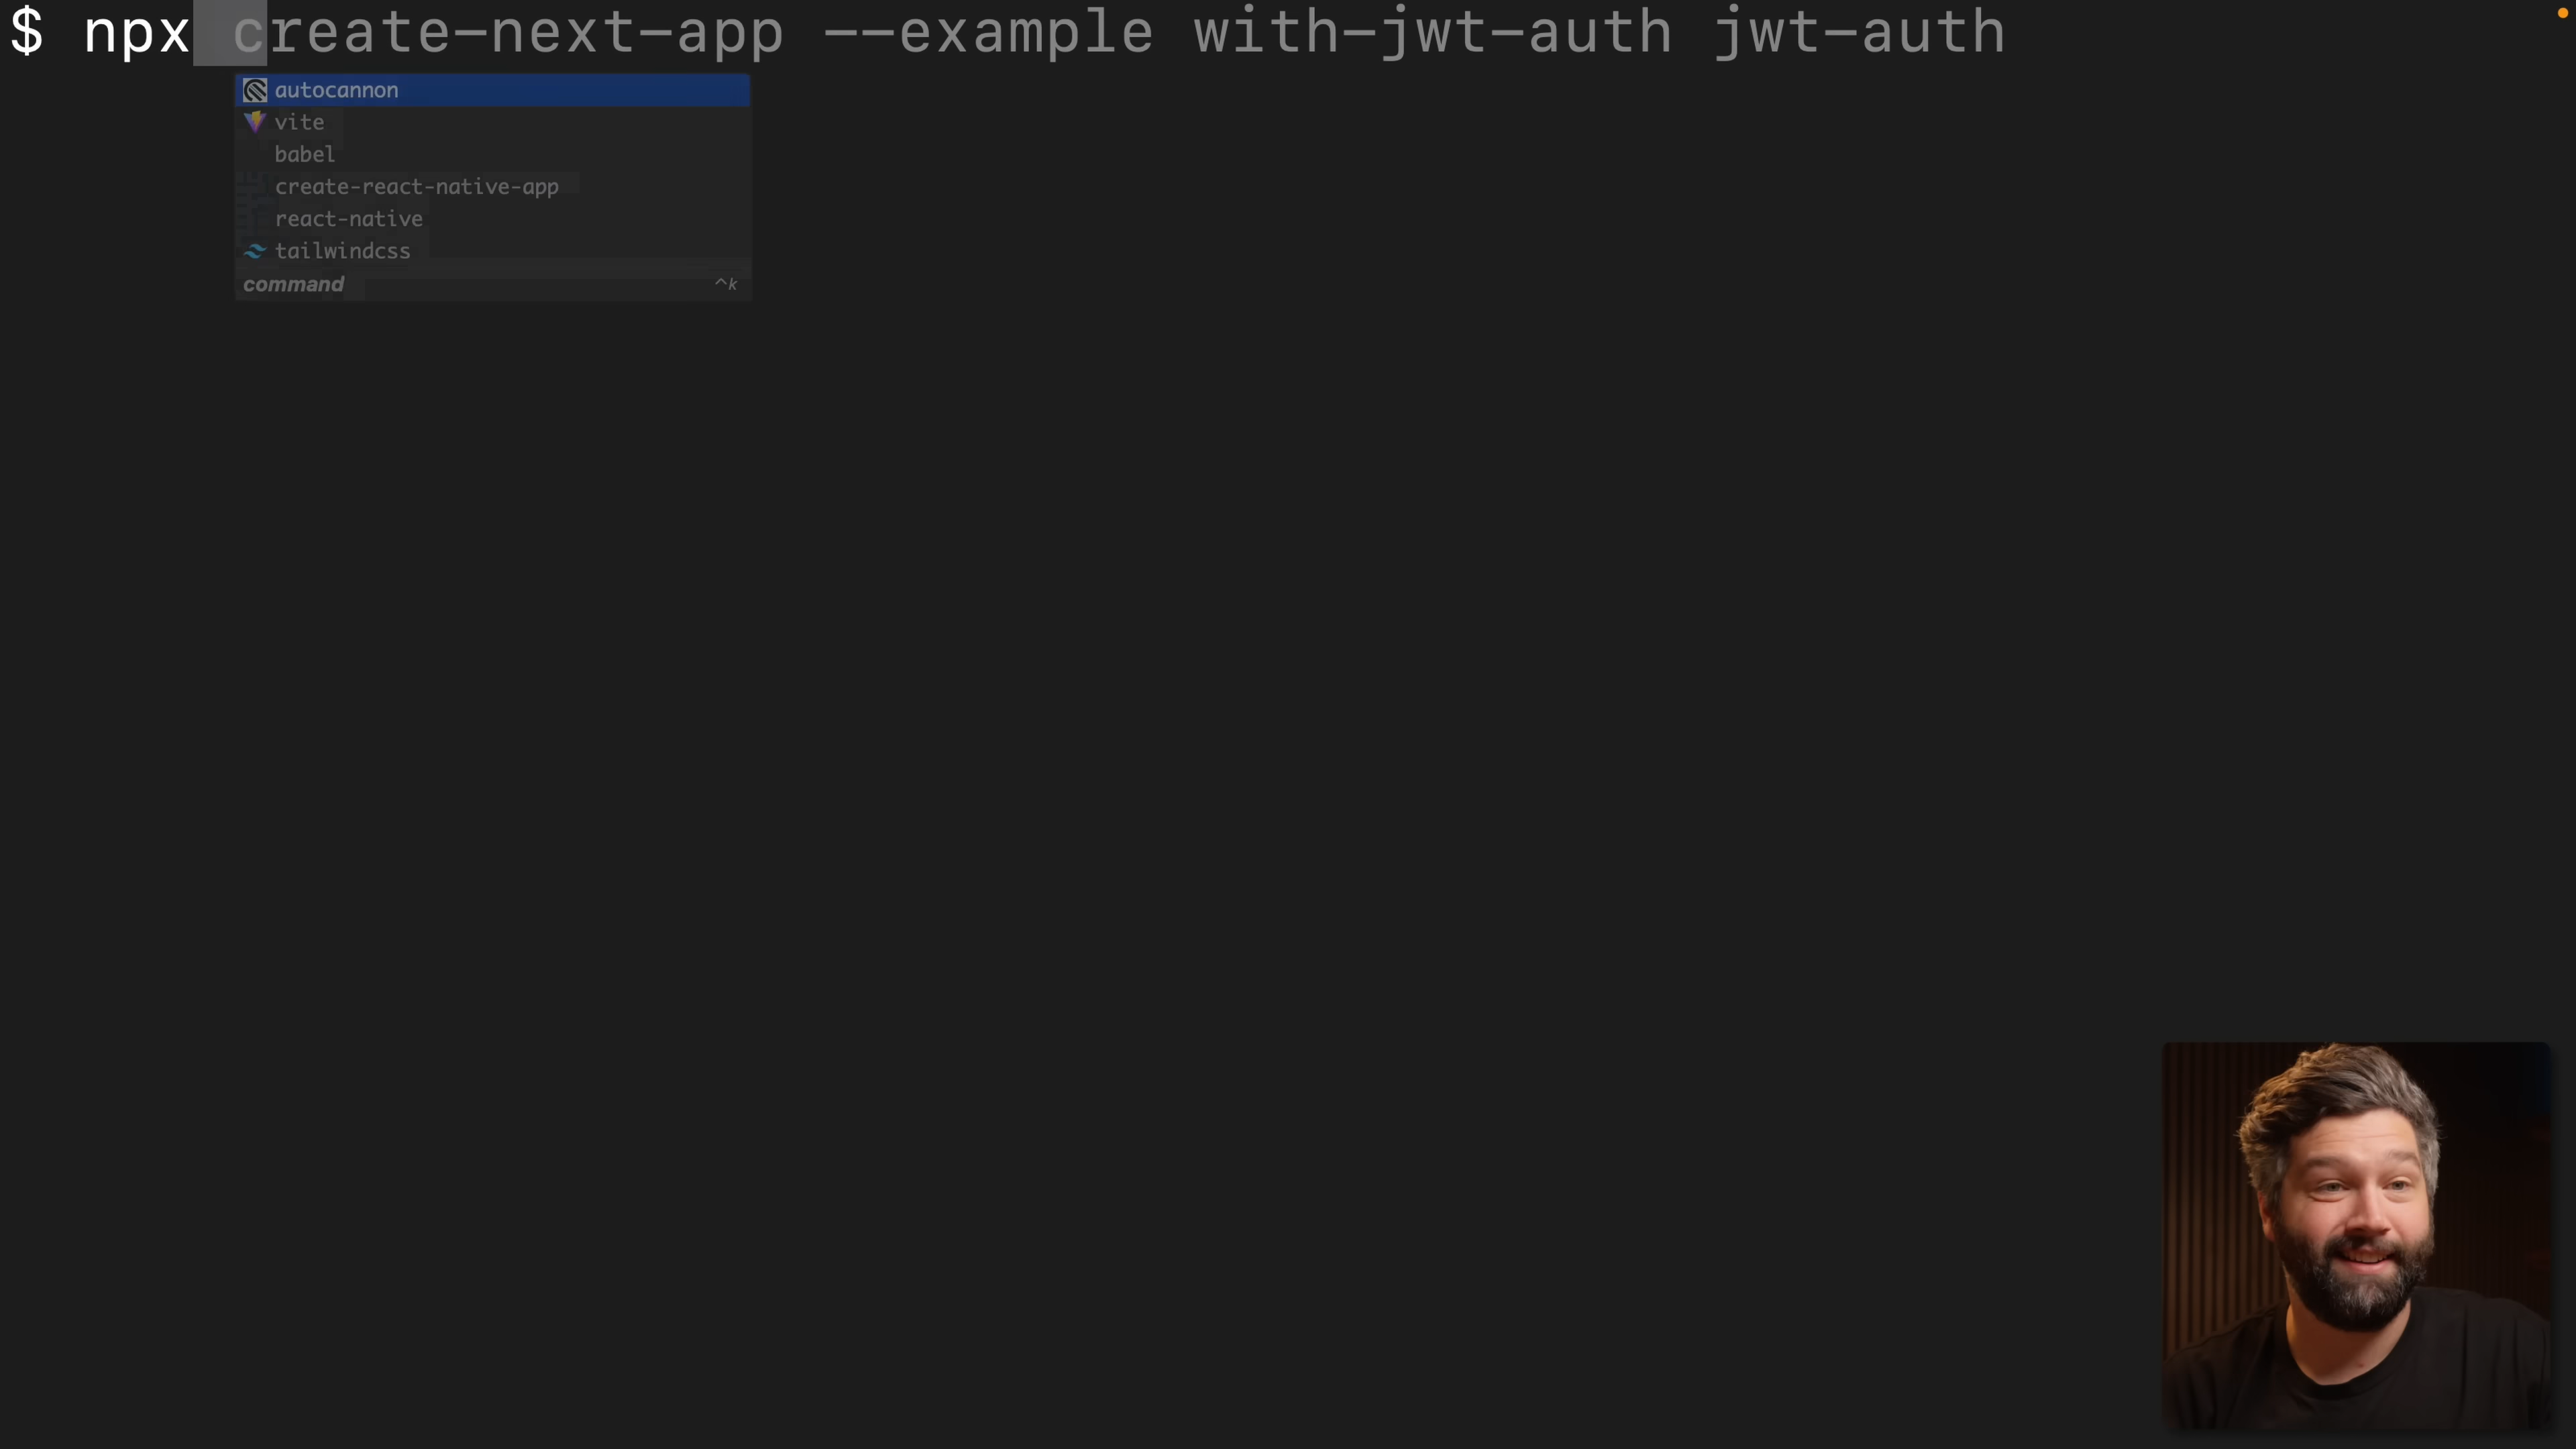 $ npx create-next-app --example with-jwt-auth jwt-auth
autocannon
vite
babel
create-react-native-app
react-native
tailwindcss
command ^k